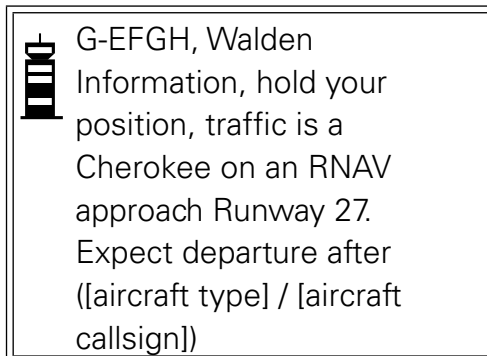 G-EFGH, Walden
Information, hold your
position, traffic is a
Cherokee on an RNAV
approach Runway 27.
Expect departure after
([aircraft type] / [aircraft
callsign])